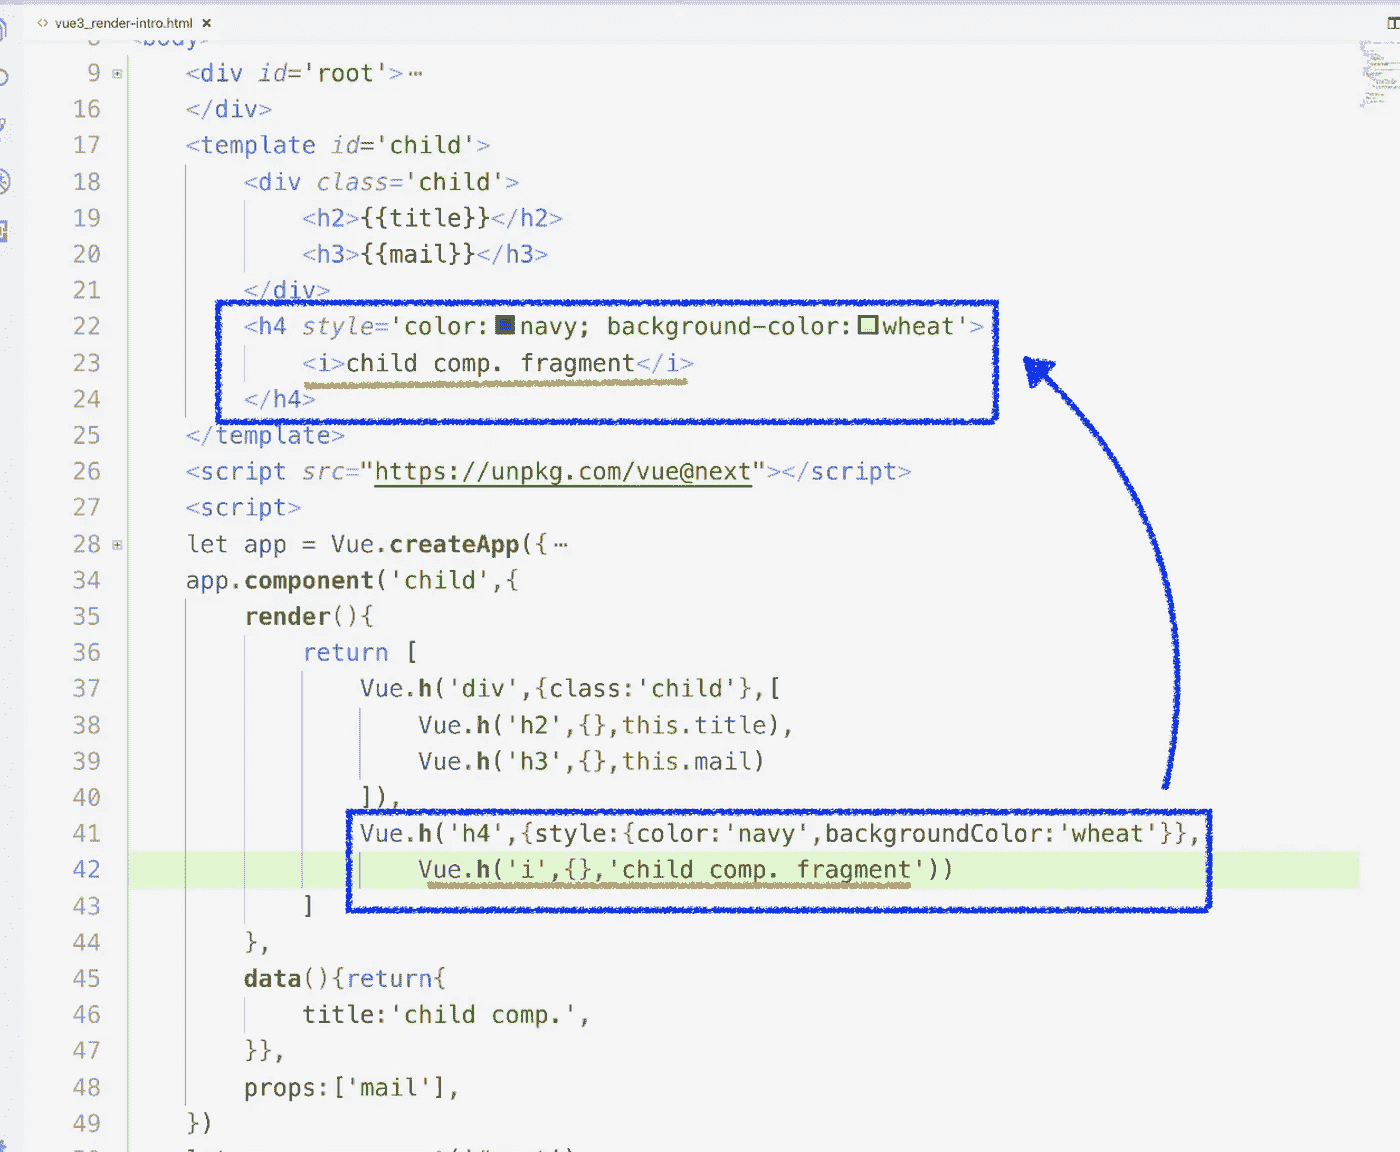 <> vue3_render-intro.html ×
<body>
9 <div id='root'>⋯
16 </div>
17 <template id='child'>
18 <div class='child'>
19 <h2>{{title}}</h2>
20 <h3>{{mail}}</h3>
21 </div>
22 <h4 style='color:navy; background-color:wheat'>
23 <i>child comp. fragment</i>
24 </h4>
25 </template>
26 <script src="https://unpkg.com/vue@next"></script>
27 <script>
28 let app = Vue.createApp({⋯
34 app.component('child',{
35 render(){
36 return [
37 Vue.h('div',{class:'child'},[
38 Vue.h('h2',{},this.title),
39 Vue.h('h3',{},this.mail)
40 ]),
41 Vue.h('h4',{style:{color:'navy',backgroundColor:'wheat'}},
42 Vue.h('i',{},'child comp. fragment'))
43 ]
44 },
45 data(){return{
46 title:'child comp.',
47 }},
48 props:['mail'],
49 })